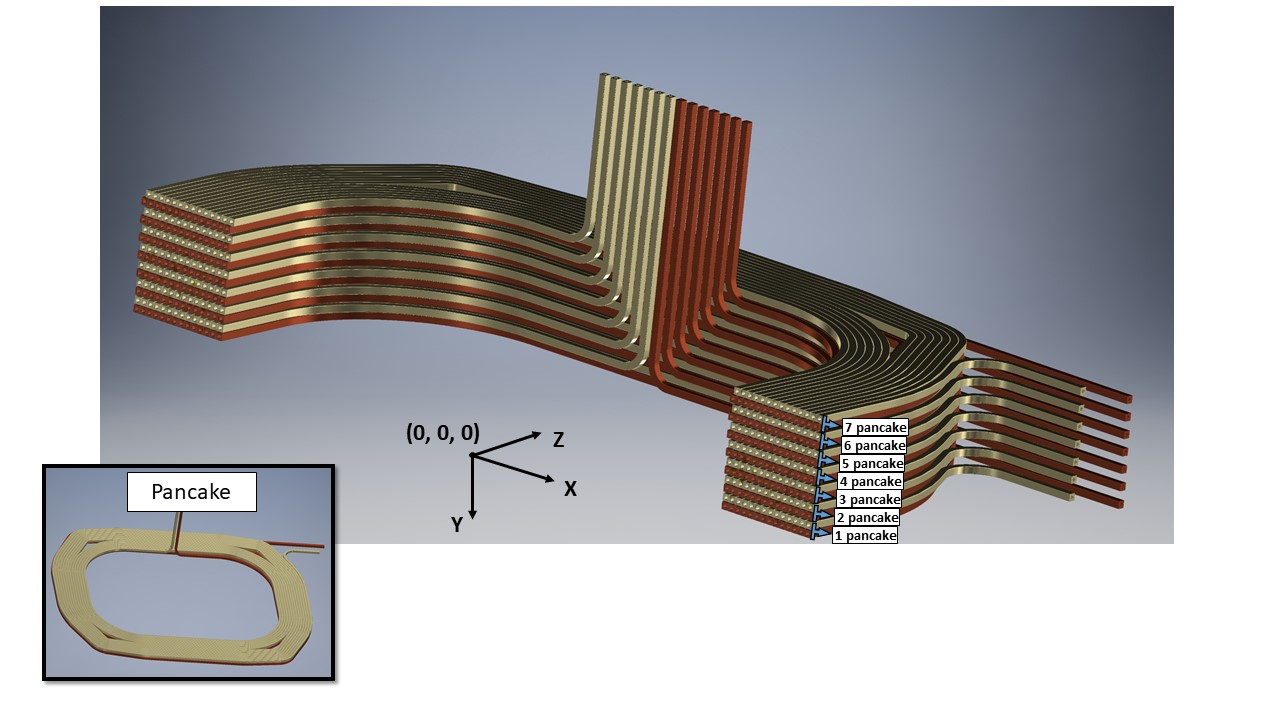 (0, 0, 0)
Z
X
Y
7 pancake
6 pancake
5 pancake
4 pancake
3 pancake
2 pancake
1 pancake
Pancake